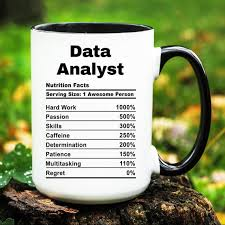 Data
Analyst
Nutrition Facts
Serving Size: 1 Awesome Person
Hard Work 1000%
Passion 500%
Skills 300%
Caffeine 250%
Determination 200%
Patience 150%
Multitasking 110%
Regret 0%